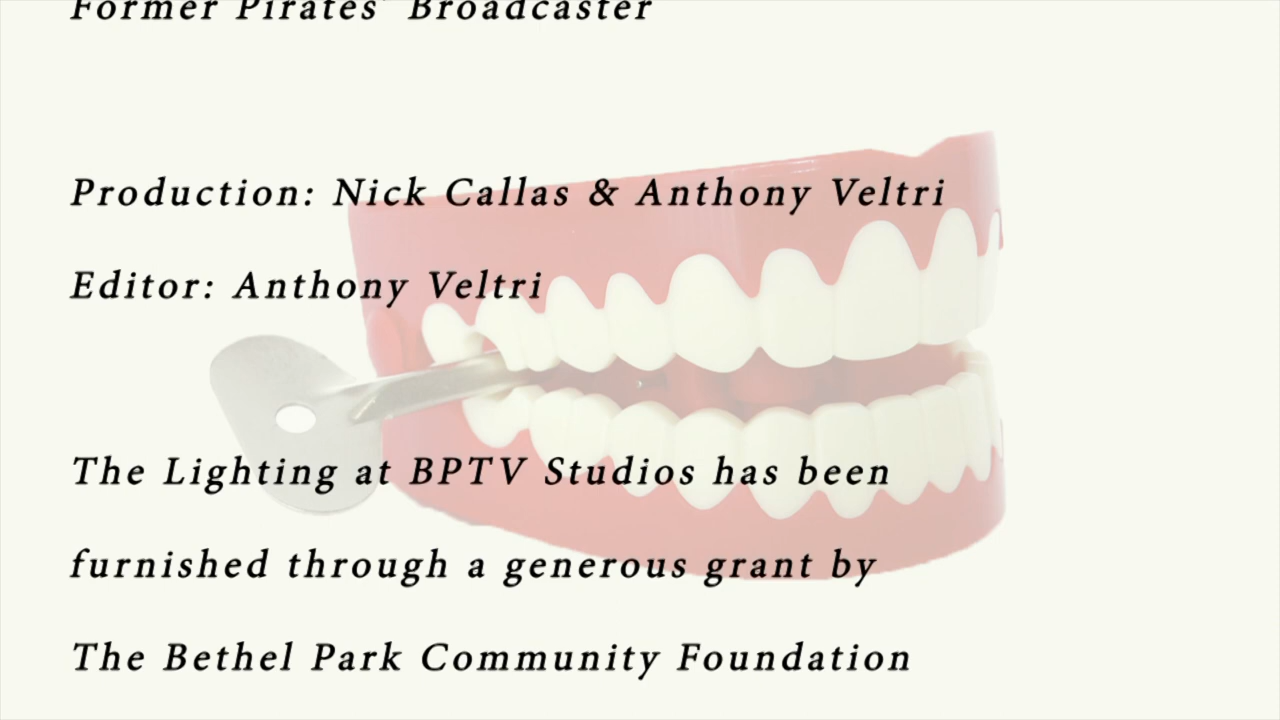 Former Pirates' Broadcaster
Production: Nick Callas & Anthony Veltri
Editor: Anthony Veltri
The Lighting at BPTV Studios has been
furnished through a generous grant by
The Bethel Park Community Foundation